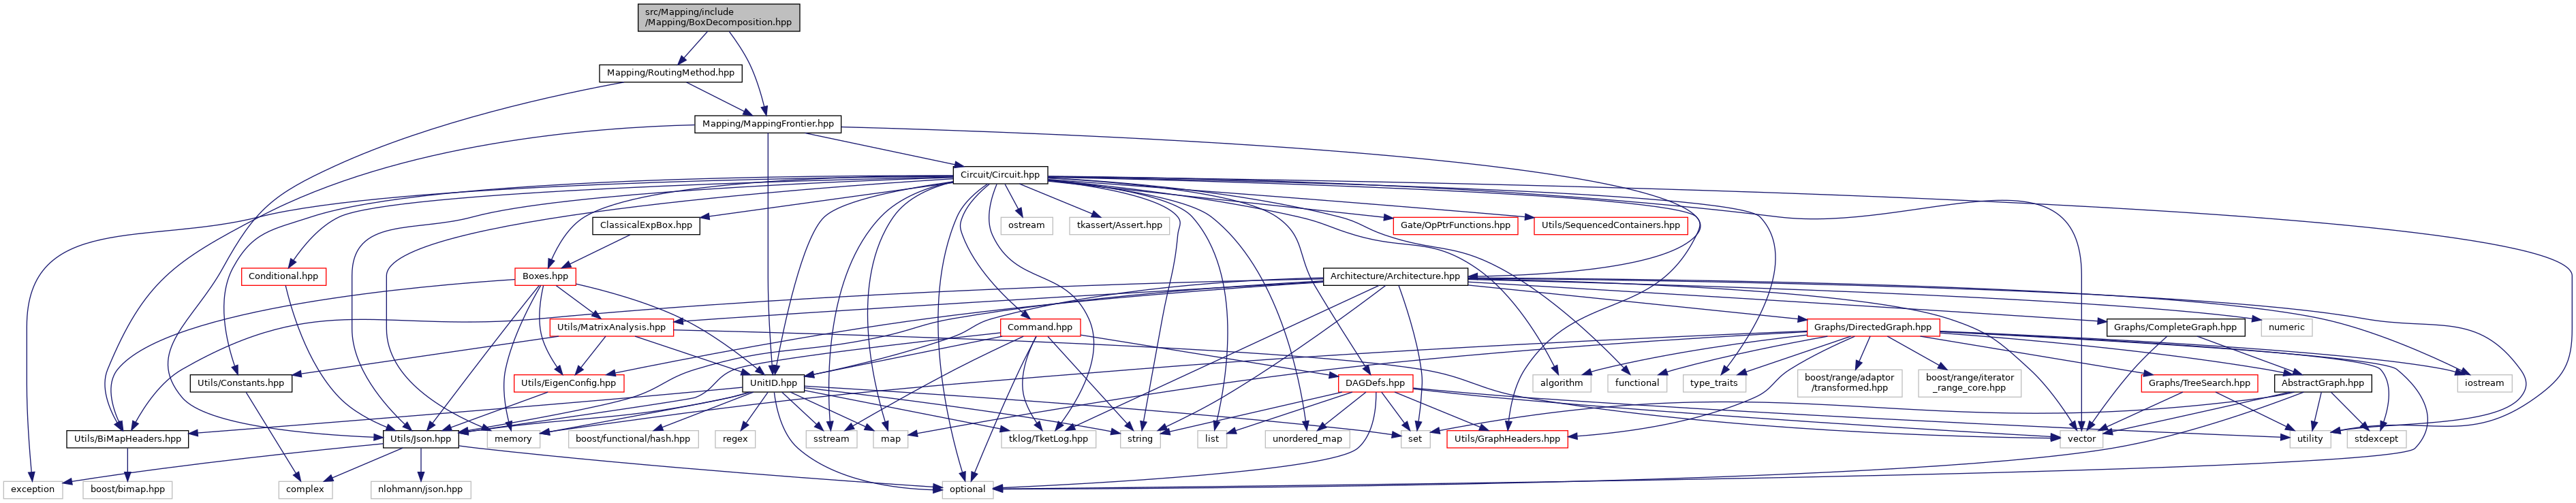 src/Mapping/include
/Mapping/BoxDecomposition.hpp
Mapping/RoutingMethod.hpp
Mapping/MappingFrontier.hpp
Circuit/Circuit.hpp
ClassicalExpBox.hpp
ostream
tkassert/Assert.hpp
Gate/OpPtrFunctions.hpp
Utils/SequencedContainers.hpp
Conditional.hpp
Boxes.hpp
Architecture/Architecture.hpp
Utils/MatrixAnalysis.hpp
Command.hpp
Graphs/DirectedGraph.hpp
Graphs/CompleteGraph.hpp
numeric
Utils/Constants.hpp
Utils/EigenConfig.hpp
UnitID.hpp
DAGDefs.hpp
algorithm
functional
type_traits
boost/range/adaptor
/transformed.hpp
boost/range/iterator
_range_core.hpp
Graphs/TreeSearch.hpp
AbstractGraph.hpp
iostream
Utils/BiMapHeaders.hpp
Utils/Json.hpp
memory
boost/functional/hash.hpp
regex
sstream
map
tklog/TketLog.hpp
string
list
unordered_map
set
Utils/GraphHeaders.hpp
vector
utility
stdexcept
exception
boost/bimap.hpp
complex
nlohmann/json.hpp
optional